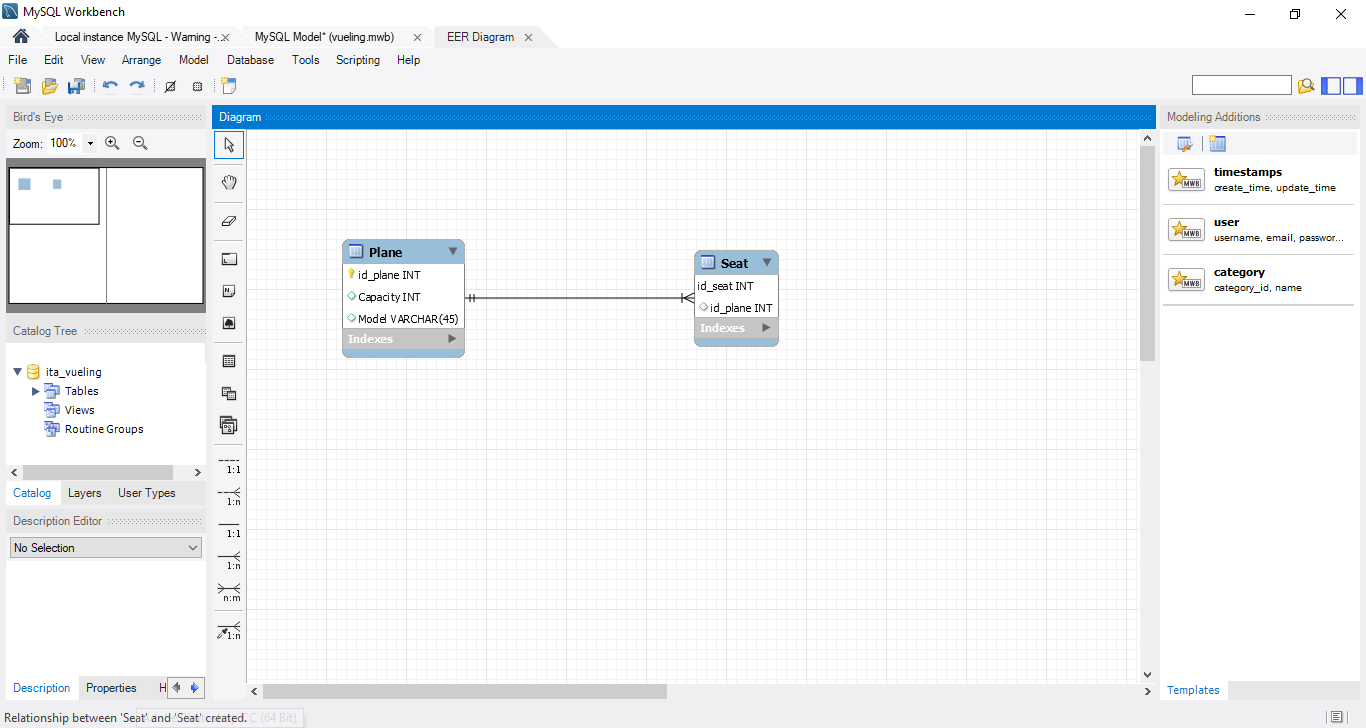 MySQL Workbench
Local instance MySQL - Warning -...
MySQL Model* (vueling.mwb)
EER Diagram
File Edit View Arrange Model Database Tools Scripting Help
Bird's Eye
Zoom: 100%
Catalog Tree
ita_vueling
Tables
Views
Routine Groups
Catalog Layers User Types
Description Editor
No Selection
Description Properties H
Diagram
1:1
1:n
1:1
1:n
n:m
1:n
Plane
id_plane INT
Capacity INT
Model VARCHAR(45)
Indexes
Seat
id_seat INT
id_plane INT
Indexes
Modeling Additions
timestamps
create_time, update_time
user
username, email, passwor...
category
category_id, name
Templates
Relationship between 'Seat' and 'Seat' created.
(64 Bit)